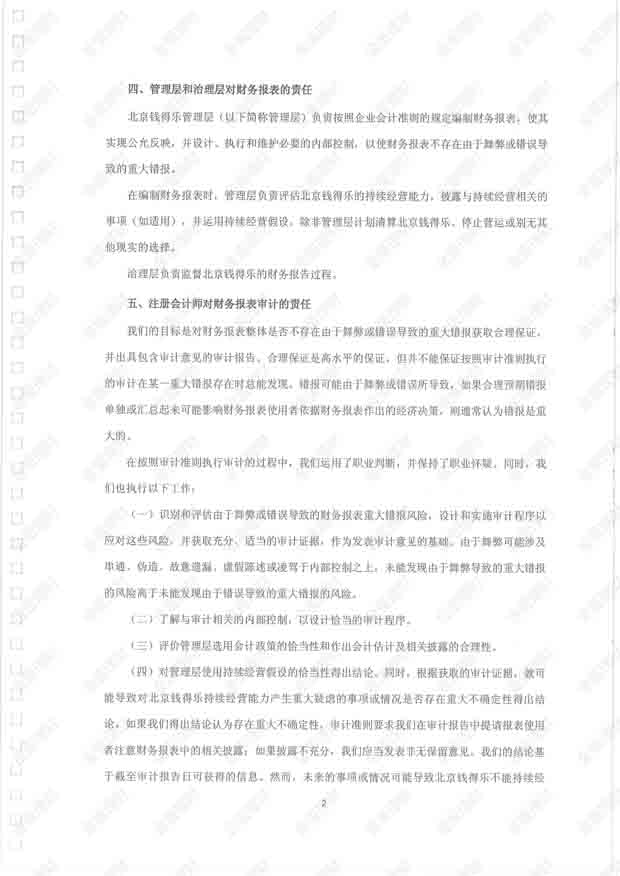 四、管理层和治理层对财务报表的责任
北京钱得乐管理层（以下简称管理层）负责按照企业会计准则的规定编制财务报表，使其
实现公允反映，并设计、执行和维护必要的内部控制，以使财务报表不存在由于舞弊或错误导
致的重大错报。
在编制财务报表时，管理层负责评估北京钱得乐的持续经营能力，披露与持续经营相关的
事项（如适用），并运用持续经营假设，除非管理层计划清算北京钱得乐、停止营运或别无其
他现实的选择。
治理层负责监督北京钱得乐的财务报告过程。
五、注册会计师对财务报表审计的责任
我们的目标是对财务报表整体是否不存在由于舞弊或错误导致的重大错报获取合理保证，
并出具包含审计意见的审计报告。合理保证是高水平的保证，但并不能保证按照审计准则执行
的审计在某一重大错报存在时总能发现。错报可能由于舞弊或错误所导致，如果合理预期错报
单独或汇总起来可能影响财务报表使用者依据财务报表作出的经济决策，则通常认为错报是重
大的。
在按照审计准则执行审计的过程中，我们运用了职业判断，并保持了职业怀疑。同时，我
们也执行以下工作：
（一）识别和评估由于舞弊或错误导致的财务报表重大错报风险，设计和实施审计程序以
应对这些风险，并获取充分、适当的审计证据，作为发表审计意见的基础。由于舞弊可能涉及
串通、伪造、故意遗漏、虚假陈述或凌驾于内部控制之上，未能发现由于舞弊导致的重大错报
的风险高于未能发现由于错误导致的重大错报的风险。
（二）了解与审计相关的内部控制，以设计恰当的审计程序。
（三）评价管理层选用会计政策的恰当性和作出会计估计及相关披露的合理性。
（四）对管理层使用持续经营假设的恰当性得出结论。同时，根据获取的审计证据，就可
能导致对北京钱得乐持续经营能力产生重大疑虑的事项或情况是否存在重大不确定性得出结
论。如果我们得出结论认为存在重大不确定性，审计准则要求我们在审计报告中提请报表使用
者注意财务报表中的相关披露；如果披露不充分，我们应当发表非无保留意见。我们的结论基
于截至审计报告日可获得的信息。然而，未来的事项或情况可能导致北京钱得乐不能持续经
2